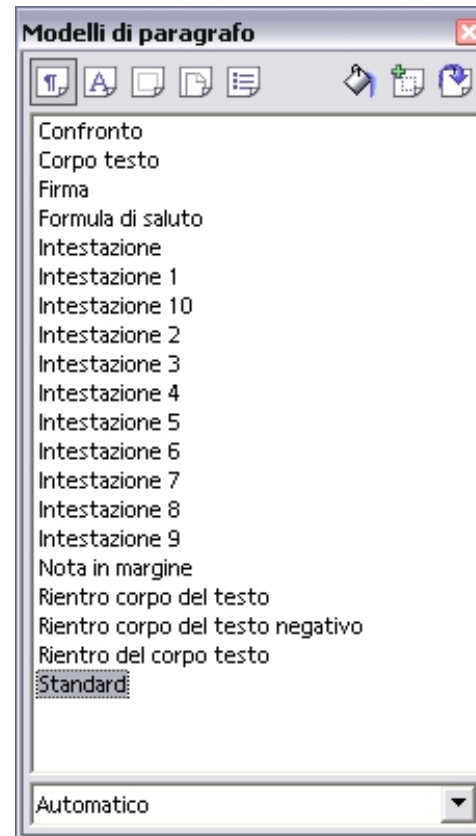 Modelli di paragrafo
Confronto
Corpo testo
Firma
Formula di saluto
Intestazione
Intestazione 1
Intestazione 10
Intestazione 2
Intestazione 3
Intestazione 4
Intestazione 5
Intestazione 6
Intestazione 7
Intestazione 8
Intestazione 9
Nota in margine
Rientro corpo del testo
Rientro corpo del testo negativo
Rientro del corpo testo
Standard
Automatico